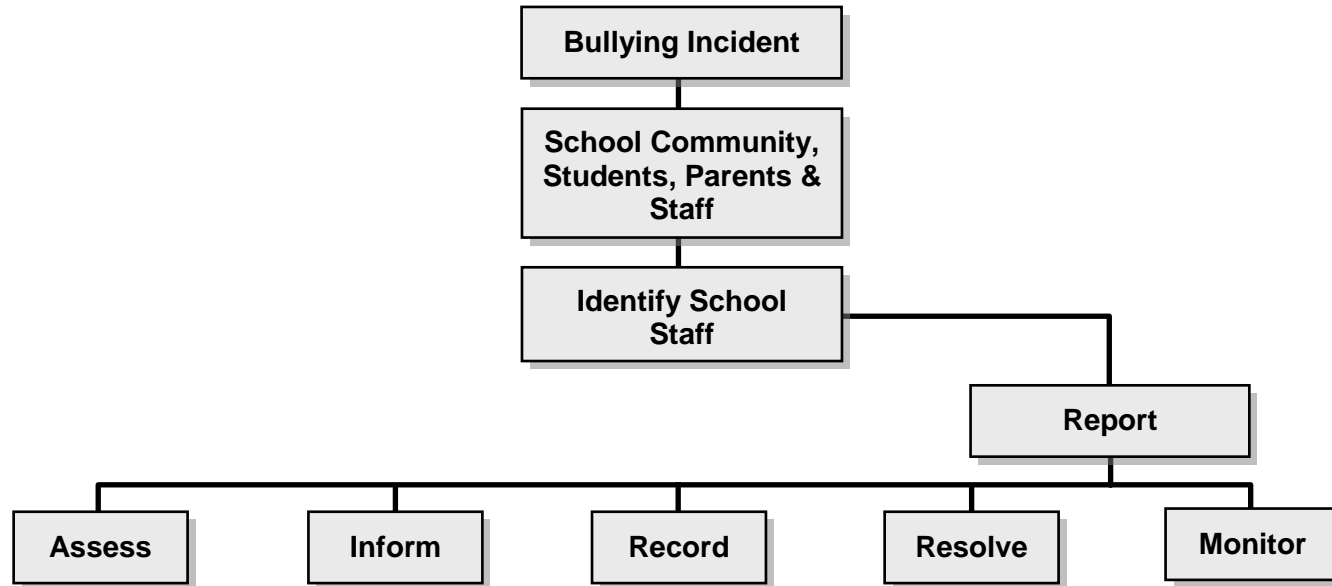 Bullying Incident
School Community,
Students, Parents &
Staff
Identify School
Staff
Report
Assess
Inform
Record
Resolve
Monitor